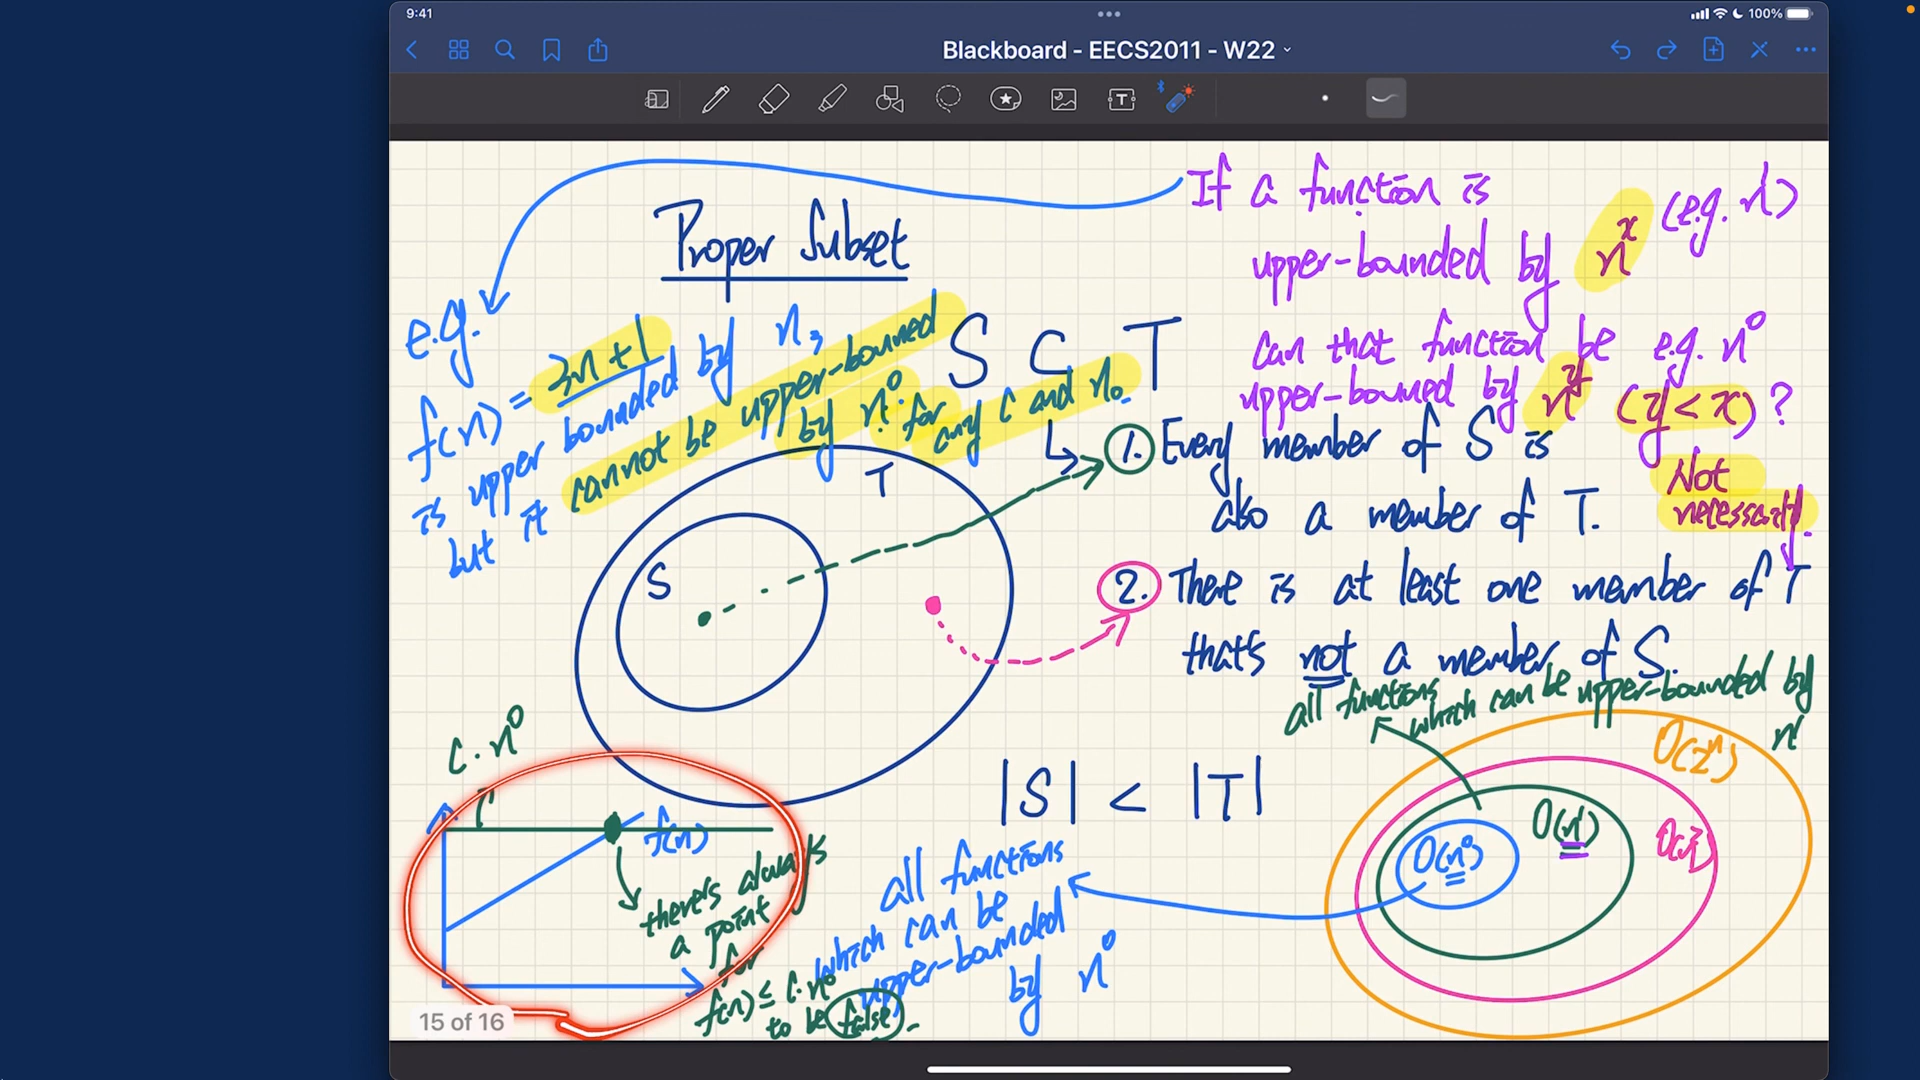 9:41
100%
Blackboard - EECS2011 - W22
Proper Subset
S ⊂ T
1. Every member of S is
also a member of T.
2. There is at least one member of T
that's not a member of S.
|S| < |T|
T
S
If a function is
upper-bounded by n^x (e.g. n^1)
can that function be e.g. n^0
upper-bounded by n^y (y < x)?
Not
necessarily.
e.g.
f(n) = 3n + 1
is upper bounded by n,
but it cannot be upper-bounded
by n^0 for
any c and n₀.
c · n^0
f(n)
there's always
a point
for
f(n) ≤ c · n^0
to be false.
all functions
which can be
upper-bounded
by n^0
all functions
which can be upper-bounded by
n^1
O(n^0)
O(n^1)
O(n^2)
O(2^n)
15 of 16